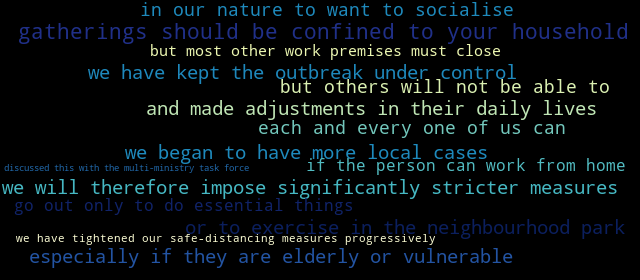 in our nature to want to socialise
gatherings should be confined to your household
but most other work premises must close
we have kept the outbreak under control
but others will not be able to
and made adjustments in their daily lives
each and every one of us can
we began to have more local cases
if the person can work from home
discussed this with the multi-ministry task force
we will therefore impose significantly stricter measures
go out only to do essential things
or to exercise in the neighbourhood park
we have tightened our safe-distancing measures progressively
especially if they are elderly or vulnerable